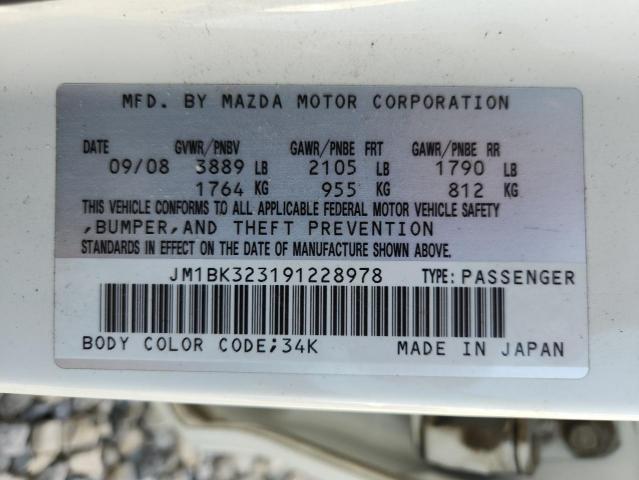 MFD. BY MAZDA MOTOR CORPORATION
DATE GVWR/PNBV GAWR/PNBE FRT GAWR/PNBE RR
09/08 3889 LB 2105 LB 1790 LB
1764 KG 955 KG 812 KG
THIS VEHICLE CONFORMS TO ALL APPLICABLE FEDERAL MOTOR VEHICLE SAFETY
,BUMPER,AND THEFT PREVENTION
STANDARDS IN EFFECT ON THE DATE OF MANUFACTURE SHOWN ABOVE.
JM1BK323191228978 TYPE:PASSENGER
BODY COLOR CODE;34K MADE IN JAPAN